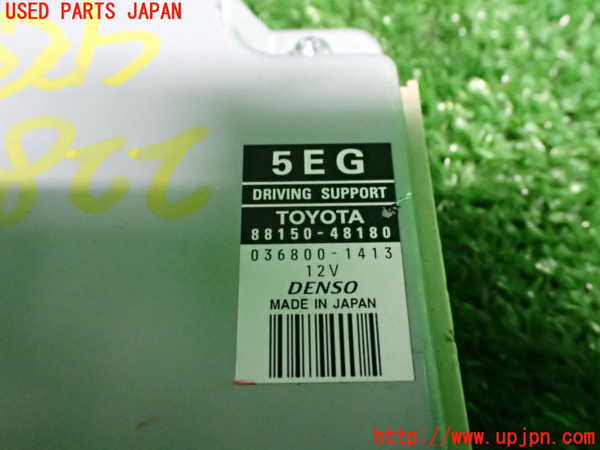 USED PARTS JAPAN
5EG
DRIVING SUPPORT
TOYOTA
88150-48180
036800-1413
12V
DENSO
MADE IN JAPAN
http://www.upjpn.com